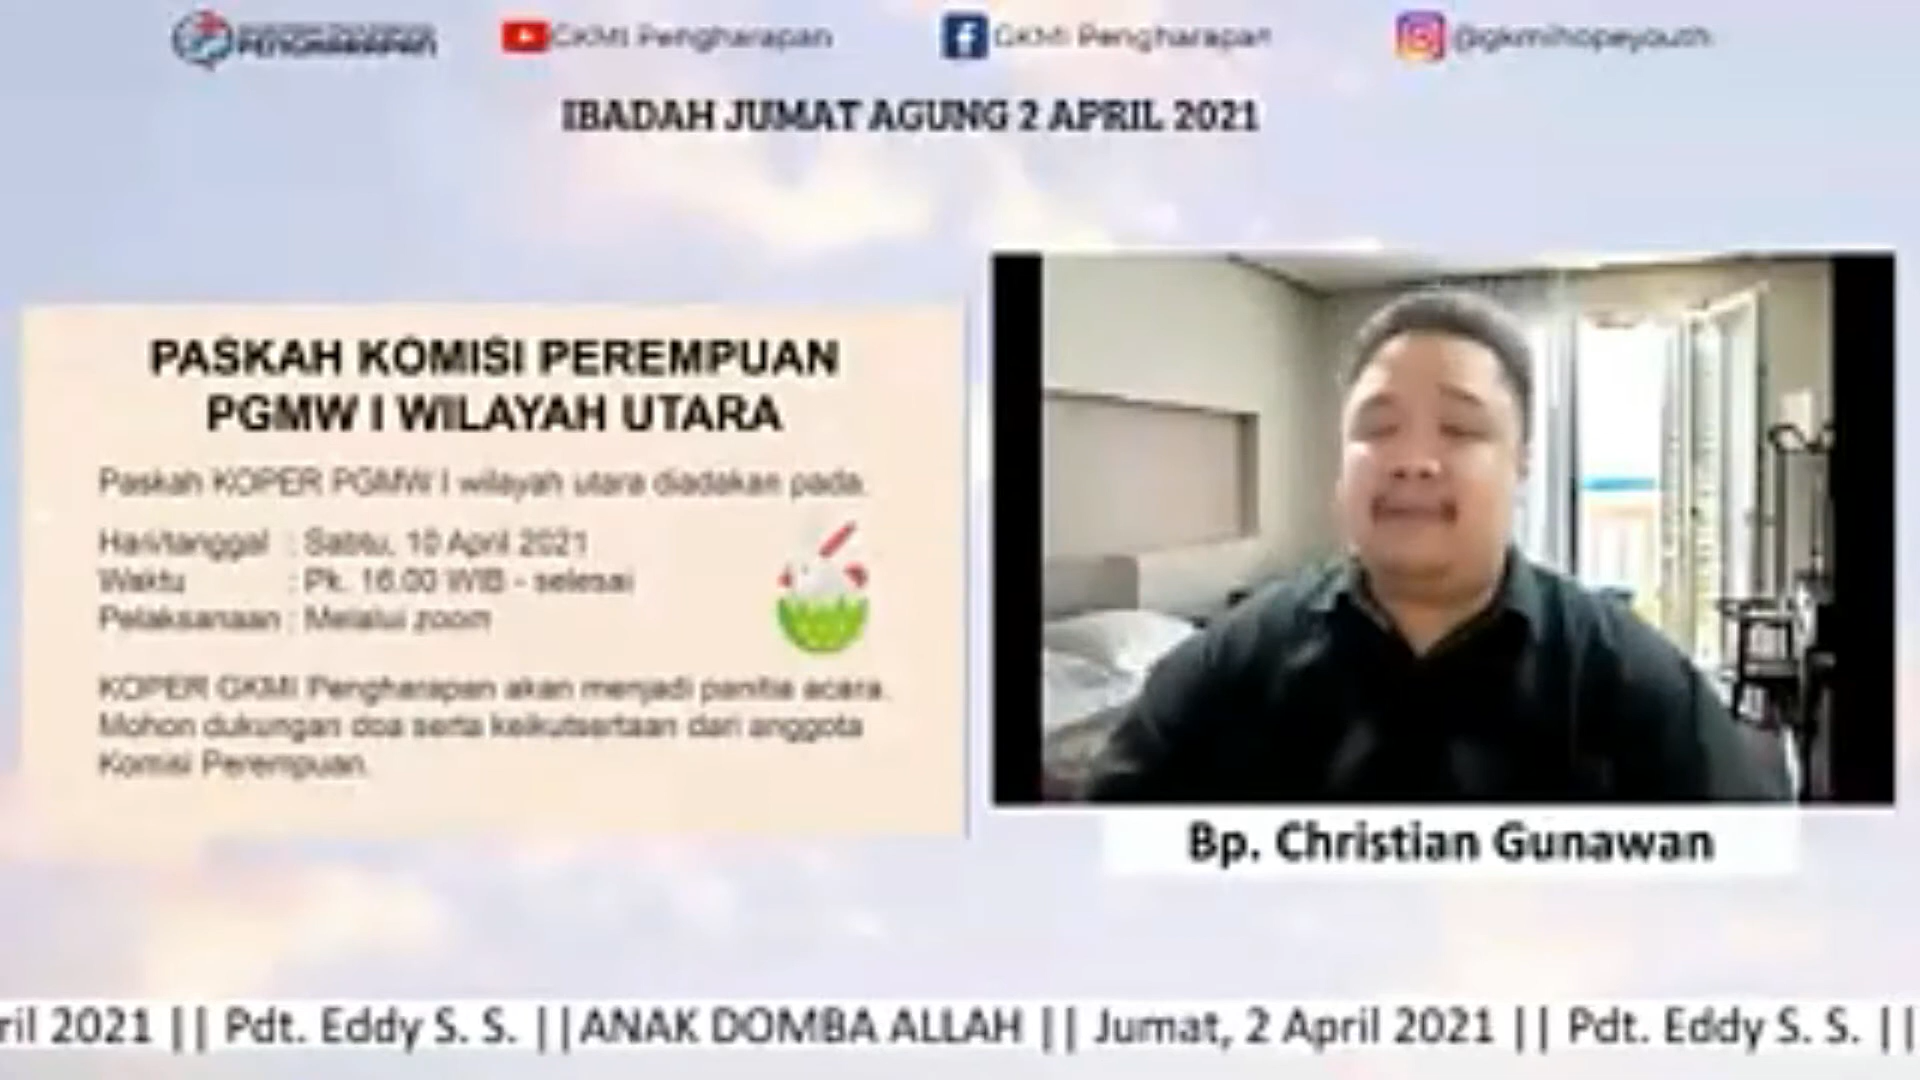 PENGHARAPAN
GKMI Pengharapan
GKMI Pengharapan
@gkmihopeyouth
IBADAH JUMAT AGUNG 2 APRIL 2021
PASKAH KOMISI PEREMPUAN
PGMW I WILAYAH UTARA
Paskah KOPER PGMW I wilayah utara diadakan pada:
Hari/tanggal : Sabtu, 10 April 2021
Waktu : Pk. 16.00 WIB - selesai
Pelaksanaan : Melalui zoom
KOPER GKMI Pengharapan akan menjadi panitia acara.
Mohon dukungan doa serta keikutsertaan dari anggota
Komisi Perempuan.
Bp. Christian Gunawan
ril 2021 || Pdt. Eddy S. S. ||ANAK DOMBA ALLAH || Jumat, 2 April 2021 || Pdt. Eddy S. S. ||